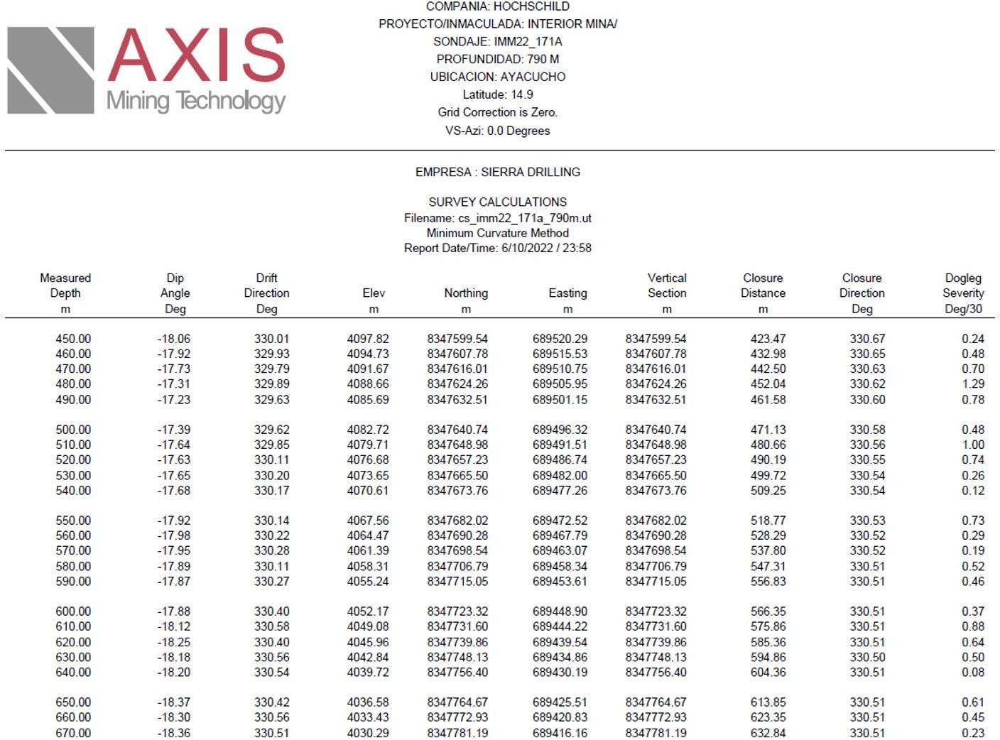 COMPANIA: HOCHSCHILD
PROYECTO/INMACULADA: INTERIOR MINA/
SONDAJE: IMM22_171A
PROFUNDIDAD: 790 M
UBICACION: AYACUCHO
Latitude: 14.9
Grid Correction is Zero.
VS-Azi: 0.0 Degrees
AXIS
Mining Technology
EMPRESA : SIERRA DRILLING
SURVEY CALCULATIONS
Filename: cs_imm22_171a_790m.ut
Minimum Curvature Method
Report Date/Time: 6/10/2022 / 23:58
Measured Dip Drift Vertical Closure Closure Dogleg
Depth Angle Direction Elev Northing Easting Section Distance Direction Severity
m Deg Deg m m m m m Deg Deg/30
450.00 -18.06 330.01 4097.82 8347599.54 689520.29 8347599.54 423.47 330.67 0.24
460.00 -17.92 329.93 4094.73 8347607.78 689515.53 8347607.78 432.98 330.65 0.48
470.00 -17.73 329.79 4091.67 8347616.01 689510.75 8347616.01 442.50 330.63 0.70
480.00 -17.31 329.89 4088.66 8347624.26 689505.95 8347624.26 452.04 330.62 1.29
490.00 -17.23 329.63 4085.69 8347632.51 689501.15 8347632.51 461.58 330.60 0.78
500.00 -17.39 329.62 4082.72 8347640.74 689496.32 8347640.74 471.13 330.58 0.48
510.00 -17.64 329.85 4079.71 8347648.98 689491.51 8347648.98 480.66 330.56 1.00
520.00 -17.63 330.11 4076.68 8347657.23 689486.74 8347657.23 490.19 330.55 0.74
530.00 -17.65 330.20 4073.65 8347665.50 689482.00 8347665.50 499.72 330.54 0.26
540.00 -17.68 330.17 4070.61 8347673.76 689477.26 8347673.76 509.25 330.54 0.12
550.00 -17.92 330.14 4067.56 8347682.02 689472.52 8347682.02 518.77 330.53 0.73
560.00 -17.98 330.22 4064.47 8347690.28 689467.79 8347690.28 528.29 330.52 0.29
570.00 -17.95 330.28 4061.39 8347698.54 689463.07 8347698.54 537.80 330.52 0.19
580.00 -17.89 330.11 4058.31 8347706.79 689458.34 8347706.79 547.31 330.51 0.52
590.00 -17.87 330.27 4055.24 8347715.05 689453.61 8347715.05 556.83 330.51 0.46
600.00 -17.88 330.40 4052.17 8347723.32 689448.90 8347723.32 566.35 330.51 0.37
610.00 -18.12 330.58 4049.08 8347731.60 689444.22 8347731.60 575.86 330.51 0.88
620.00 -18.25 330.40 4045.96 8347739.86 689439.54 8347739.86 585.36 330.51 0.64
630.00 -18.18 330.56 4042.84 8347748.13 689434.86 8347748.13 594.86 330.50 0.50
640.00 -18.20 330.54 4039.72 8347756.40 689430.19 8347756.40 604.36 330.51 0.08
650.00 -18.37 330.42 4036.58 8347764.67 689425.51 8347764.67 613.85 330.51 0.61
660.00 -18.30 330.56 4033.43 8347772.93 689420.83 8347772.93 623.35 330.51 0.45
670.00 -18.36 330.51 4030.29 8347781.19 689416.16 8347781.19 632.84 330.51 0.23